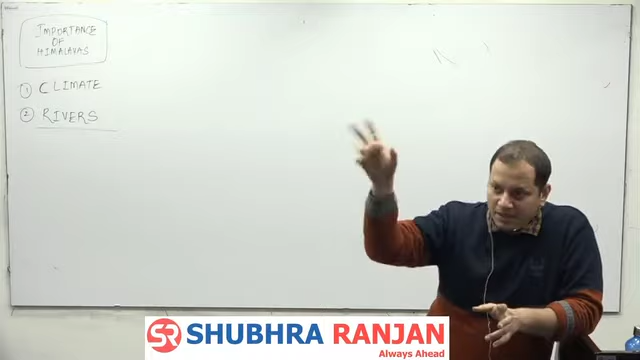 IMPORTANCE
OF
HIMALAYAS
① CLIMATE
② RIVERS
SR SHUBHRA RANJAN
Always Ahead